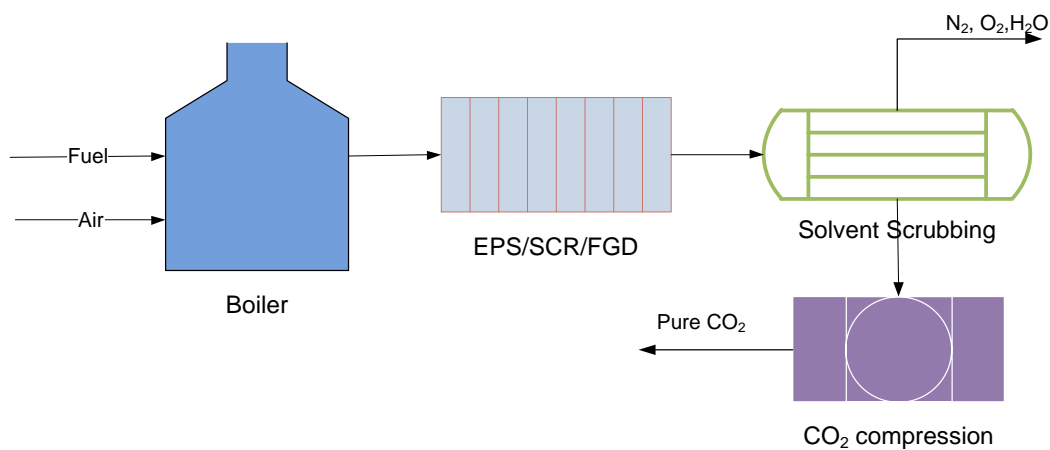 N₂, O₂,H₂O
Fuel
Air
EPS/SCR/FGD
Solvent Scrubbing
Boiler
Pure CO₂
CO₂ compression